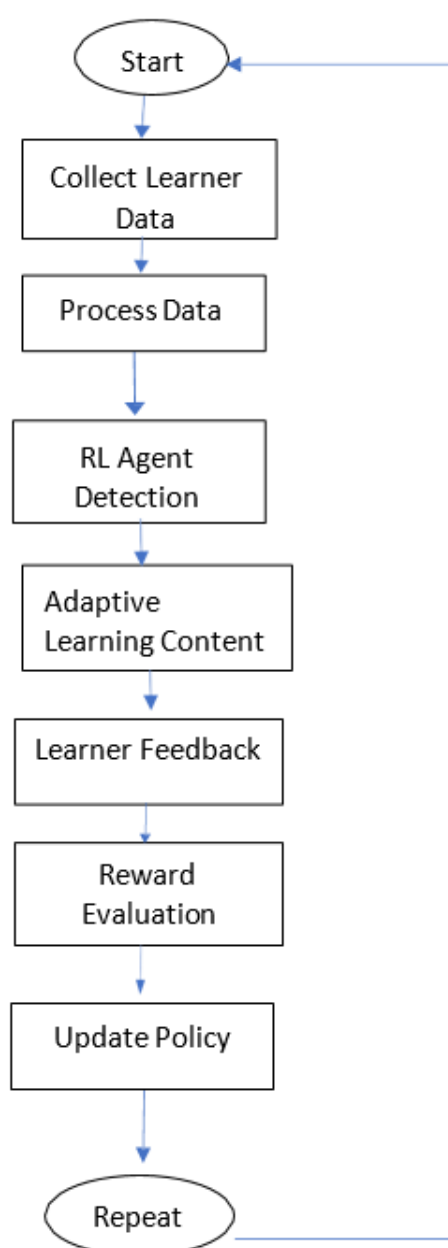 Start
Collect Learner
Data
Process Data
RL Agent
Detection
Adaptive
Learning Content
Learner Feedback
Reward
Evaluation
Update Policy
Repeat